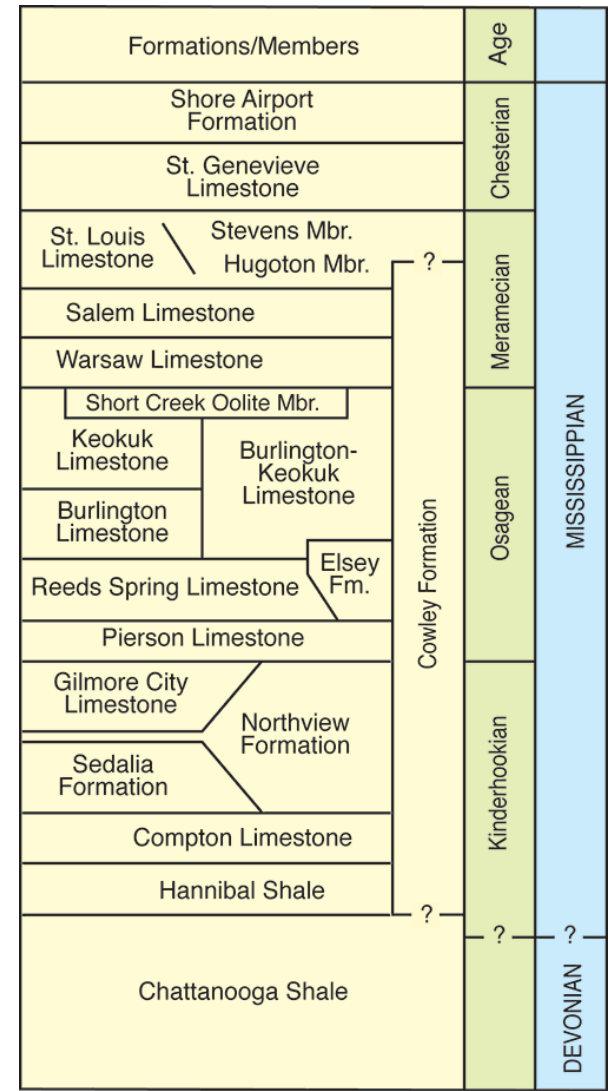 Formations/Members
Age
Shore Airport
Formation
St. Genevieve
Limestone
Chesterian
St. Louis
Limestone
Stevens Mbr.
Hugoton Mbr.
?
Salem Limestone
Warsaw Limestone
Meramecian
Short Creek Oolite Mbr.
Keokuk
Limestone
Burlington-
Keokuk
Limestone
Burlington
Limestone
Elsey
Fm.
Reeds Spring Limestone
Pierson Limestone
Osagean
Cowley Formation
MISSISSIPPIAN
Gilmore City
Limestone
Northview
Formation
Sedalia
Formation
Compton Limestone
Hannibal Shale
Kinderhookian
?
?
?
Chattanooga Shale
DEVONIAN